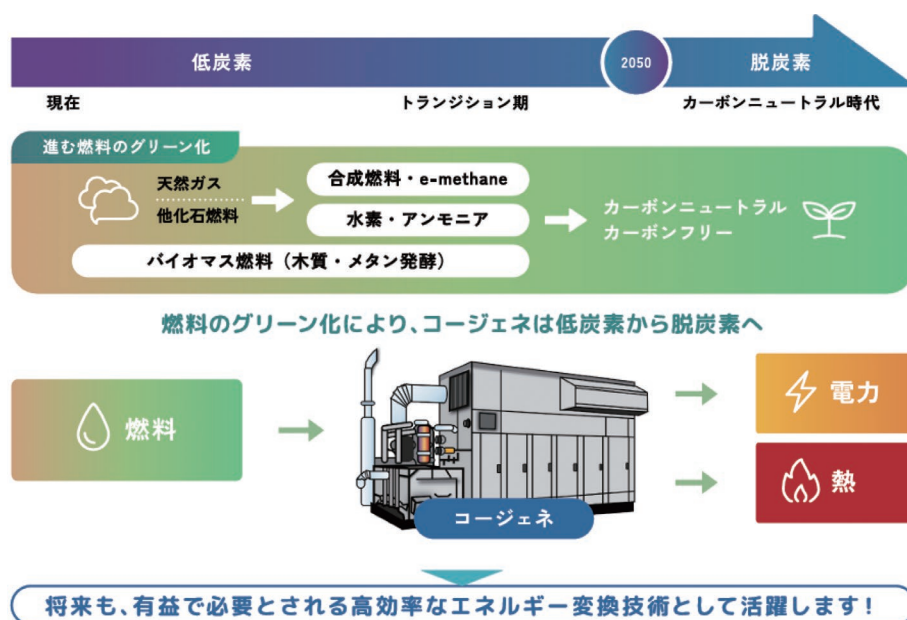 低炭素
2050
脱炭素
現在
トランジション期
カーボンニュートラル時代
進む燃料のグリーン化
天然ガス
他化石燃料
合成燃料・e-methane
水素・アンモニア
バイオマス燃料（木質・メタン発酵）
カーボンニュートラル
カーボンフリー
燃料のグリーン化により、コージェネは低炭素から脱炭素へ
燃料
コージェネ
電力
熱
将来も、有益で必要とされる高効率なエネルギー変換技術として活躍します！